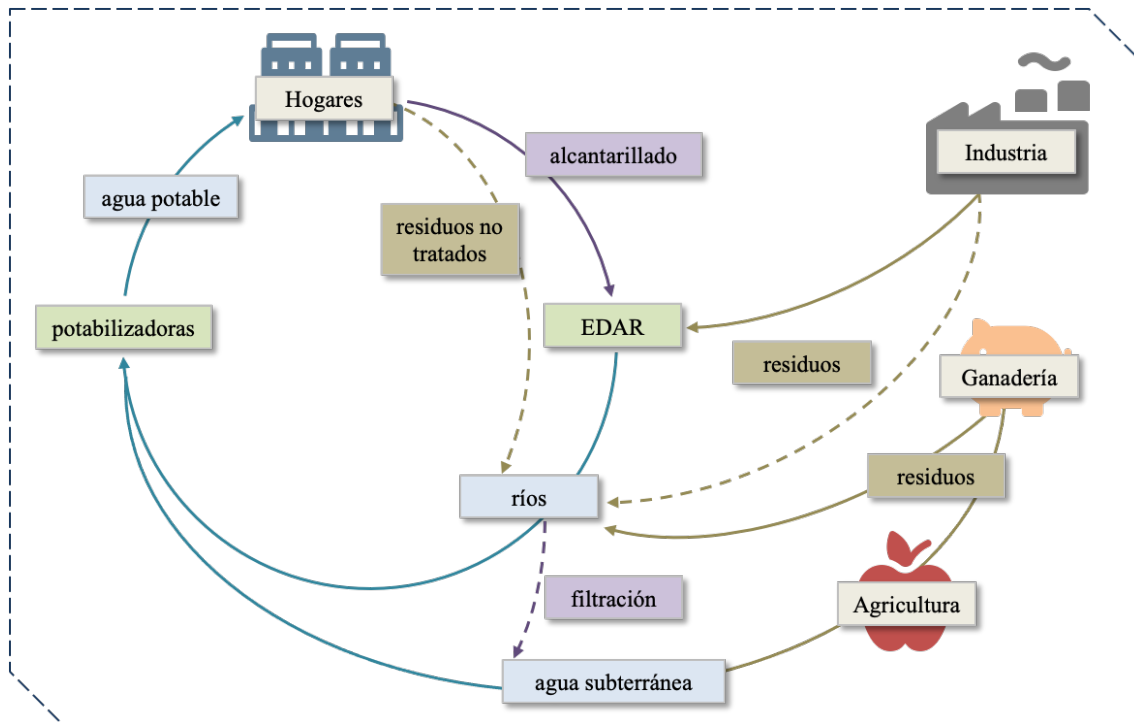 Hogares
alcantarillado
Industria
agua potable
residuos no
tratados
potabilizadoras
EDAR
residuos
Ganadería
residuos
ríos
filtración
Agricultura
agua subterránea